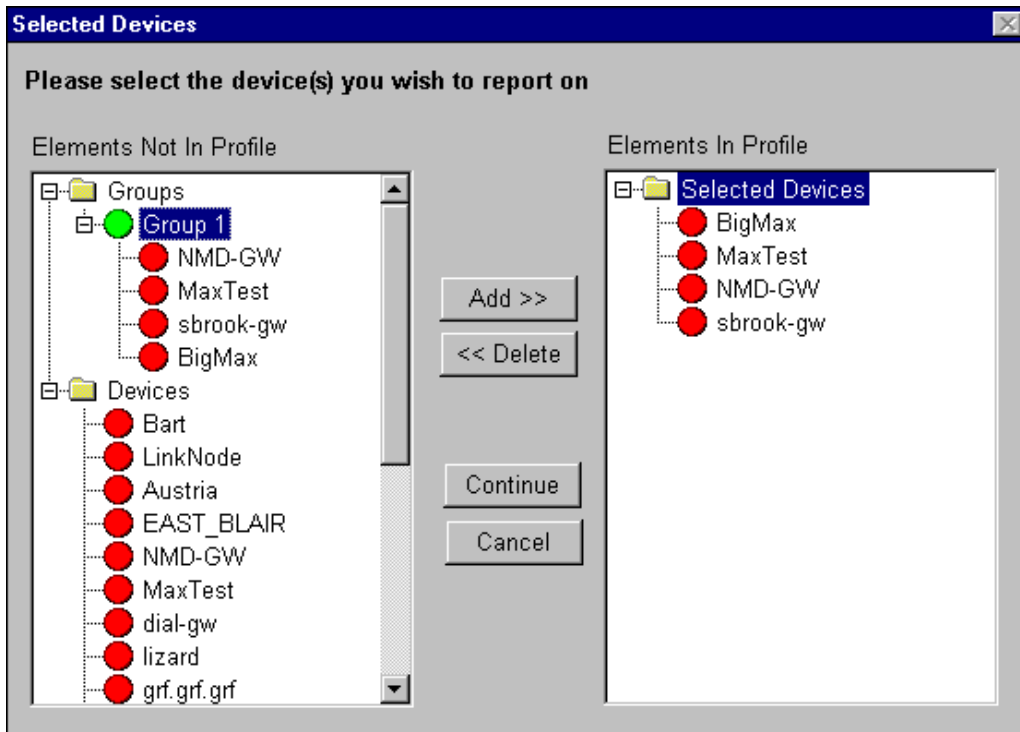 Selected Devices
Please select the device(s) you wish to report on
Elements Not In Profile
Groups
Group 1
NMD-GW
MaxTest
sbrook-gw
BigMax
Devices
Bart
LinkNode
Austria
EAST_BLAIR
NMD-GW
MaxTest
dial-gw
lizard
grf.grf.grf
Add >>
<< Delete
Continue
Cancel
Elements In Profile
Selected Devices
BigMax
MaxTest
NMD-GW
sbrook-gw